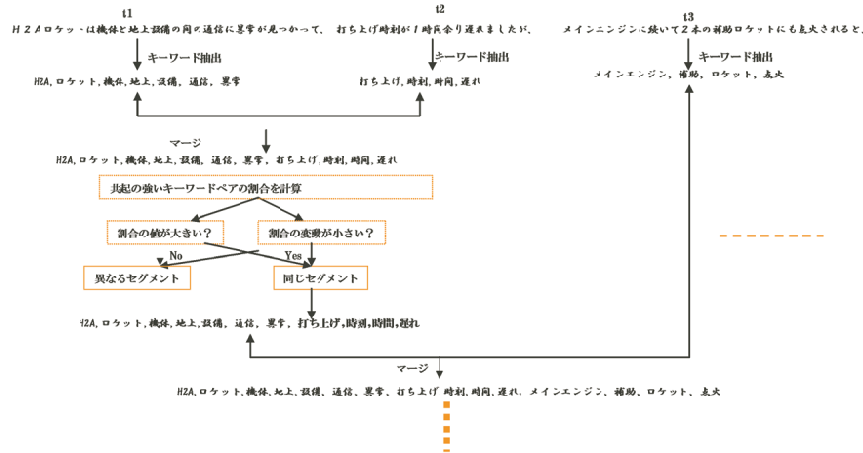 t1
t2
t3
H2Aロケットは機体と地上設備の間の通信に異常が見つかって、
打ち上げ時刻が1時間余り遅れましたが、
メインエンジンに続いて2本の補助ロケットにも点火されると、
キーワード抽出
キーワード抽出
キーワード抽出
H2A, ロケット, 機体, 地上, 設備, 通信, 異常
打ち上げ, 時刻, 時間, 遅れ
メインエンジン, 補助, ロケット, 点火
マージ
H2A, ロケット, 機体, 地上, 設備, 通信, 異常, 打ち上げ, 時刻, 時間, 遅れ
共起の強いキーワードペアの割合を計算
割合の値が大きい?
割合の変動が小さい?
No
Yes
異なるセグメント
同じセグメント
H2A, ロケット, 機体, 地上, 設備, 通信, 異常, 打ち上げ, 時刻, 時間, 遅れ
マージ
H2A, ロケット, 機体, 地上, 設備, 通信, 異常, 打ち上げ, 時刻, 時間, 遅れ, メインエンジン, 補助, ロケット, 点火